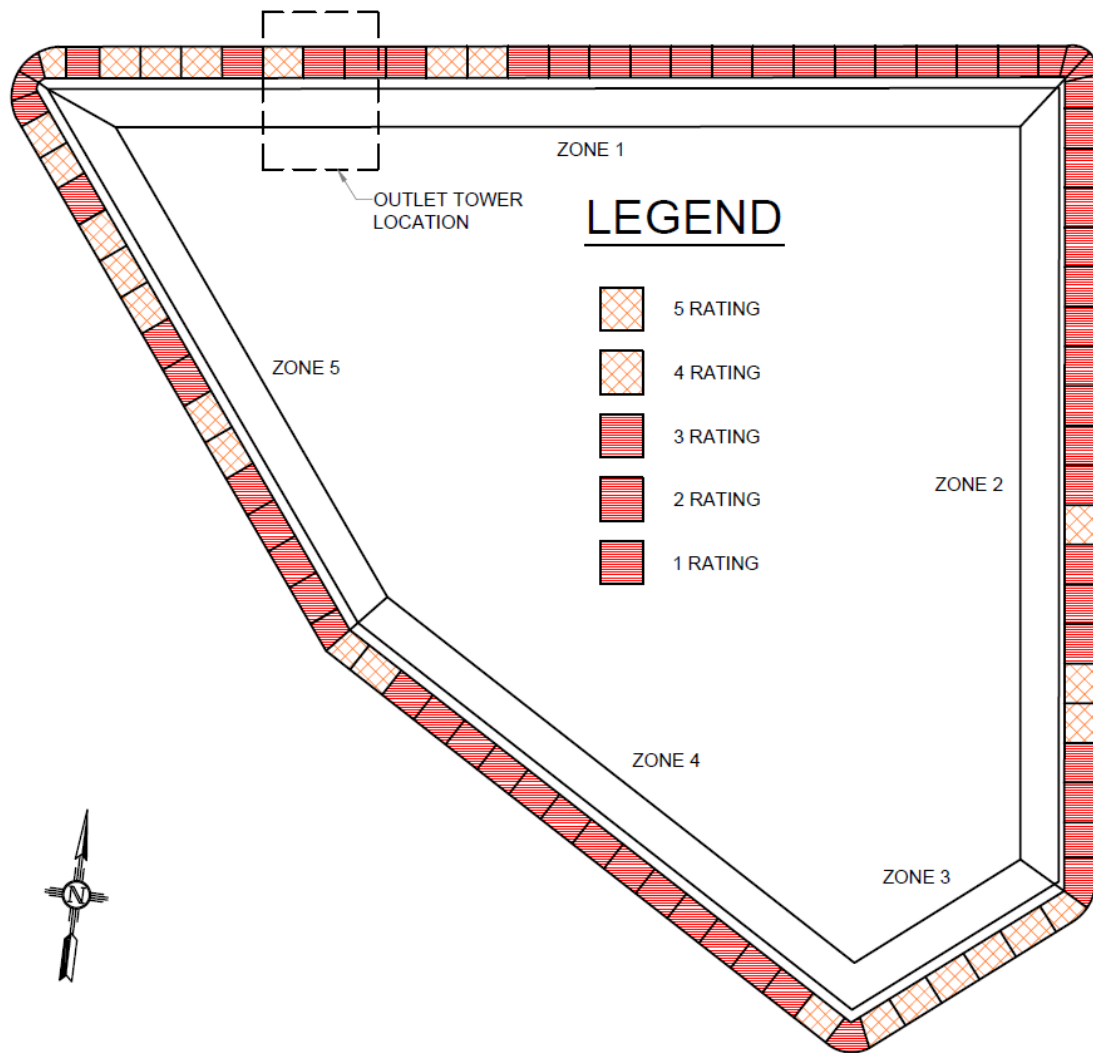 ZONE 1
OUTLET TOWER
LOCATION
LEGEND
5 RATING
4 RATING
3 RATING
2 RATING
1 RATING
ZONE 5
ZONE 2
ZONE 4
ZONE 3
N